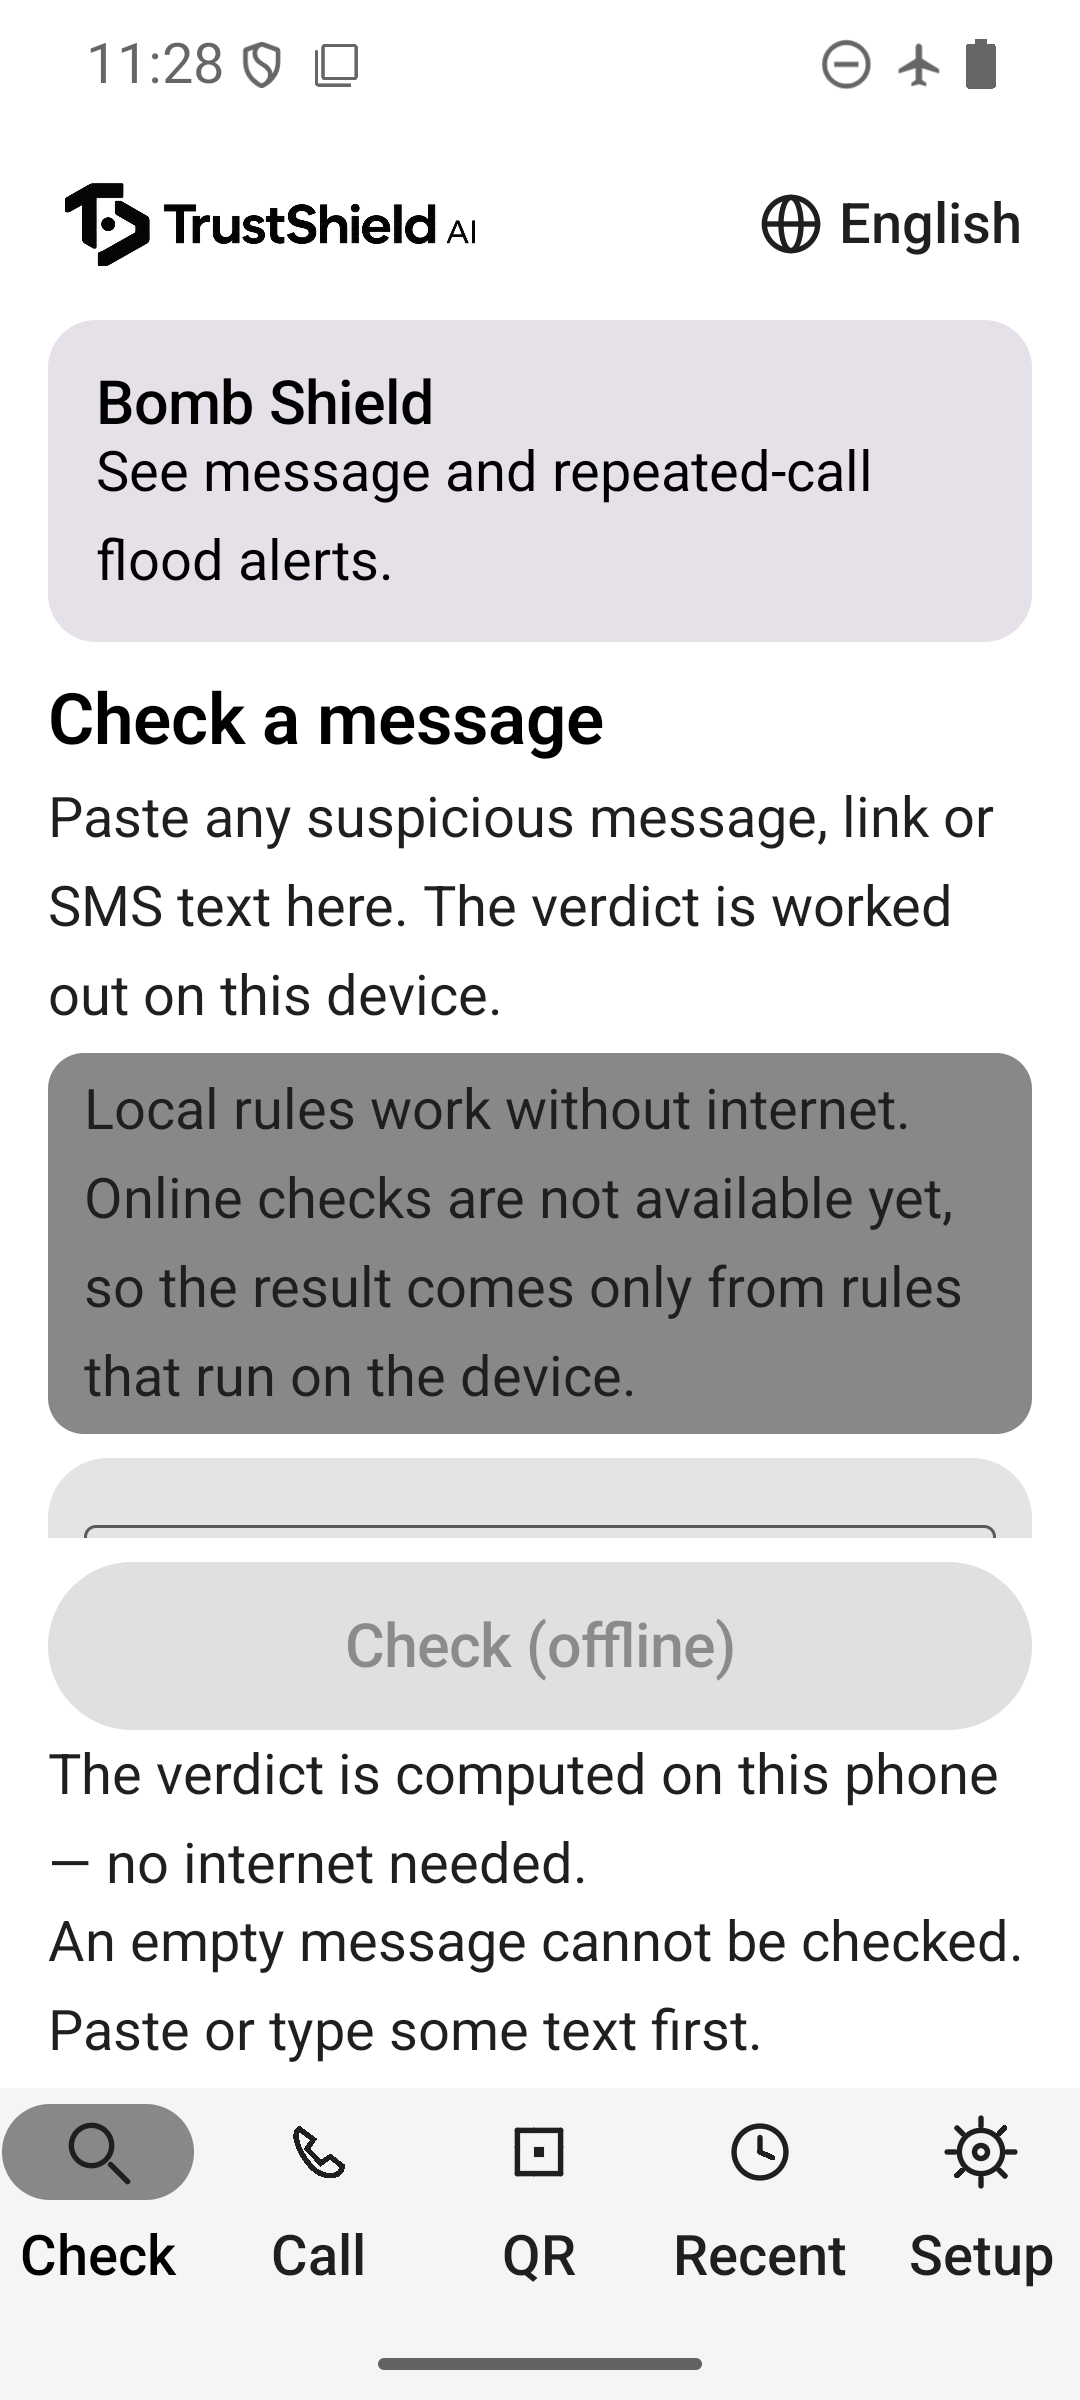 11:28
TrustShield AI
English
Bomb Shield
See message and repeated-call
flood alerts.
Check a message
Paste any suspicious message, link or
SMS text here. The verdict is worked
out on this device.
Local rules work without internet.
Online checks are not available yet,
so the result comes only from rules
that run on the device.
Check (offline)
The verdict is computed on this phone
— no internet needed.
An empty message cannot be checked.
Paste or type some text first.
Check
Call
QR
Recent
Setup